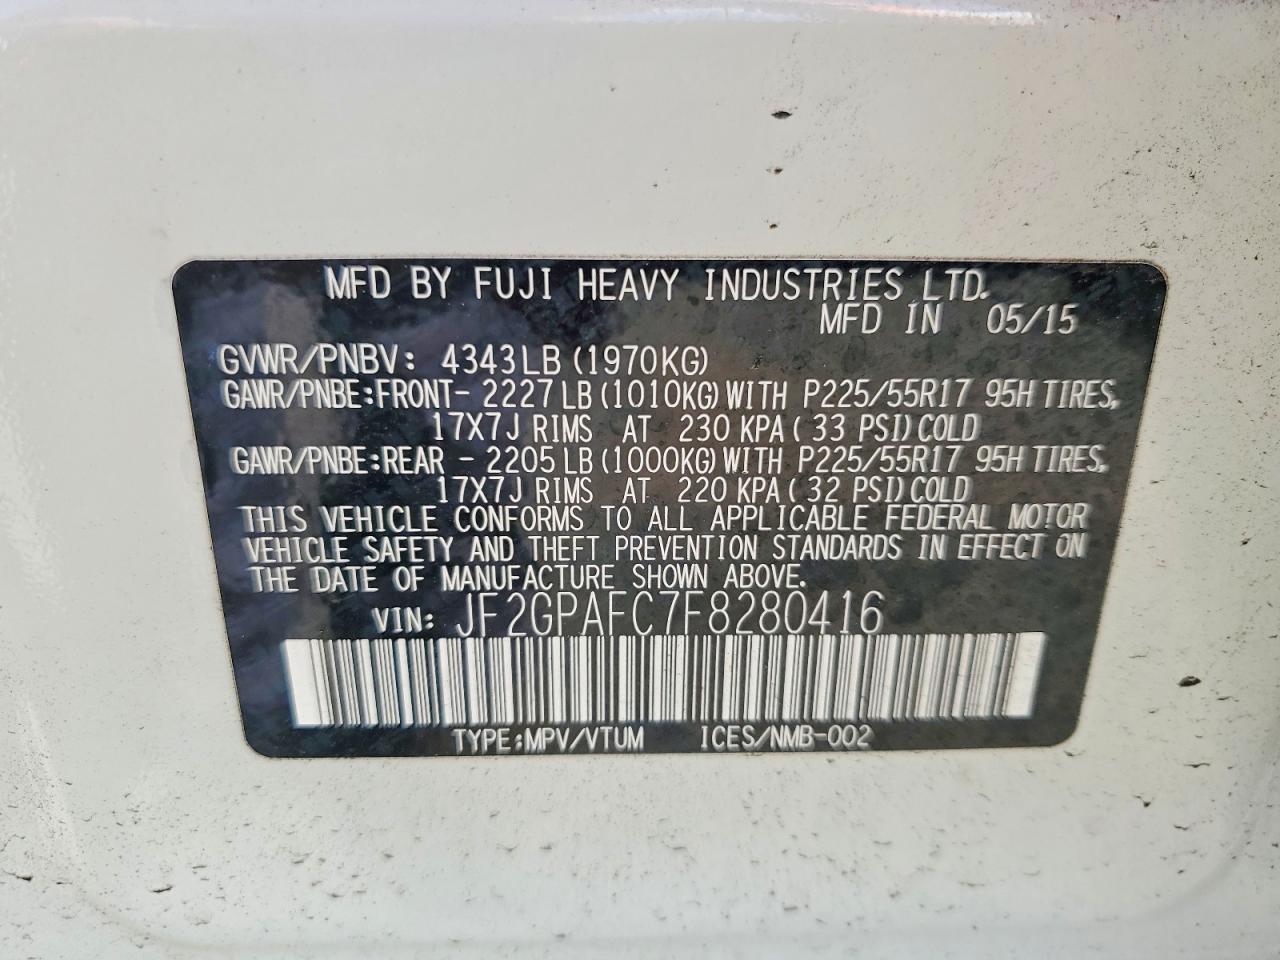 MFD BY FUJI HEAVY INDUSTRIES LTD.
MFD IN 05/15
GVWR/PNBV: 4343LB (1970KG)
GAWR/PNBE:FRONT- 2227LB (1010KG) WITH P225/55R17 95H TIRES,
17X7J RIMS AT 230 KPA ( 33 PSI) COLD
GAWR/PNBE:REAR - 2205LB (1000KG) WITH P225/55R17 95H TIRES,
17X7J RIMS AT 220 KPA ( 32 PSI) COLD
THIS VEHICLE CONFORMS TO ALL APPLICABLE FEDERAL MOTOR
VEHICLE SAFETY AND THEFT PREVENTION STANDARDS IN EFFECT ON
THE DATE OF MANUFACTURE SHOWN ABOVE.
VIN: JF2GPAFC7F8280416
TYPE:MPV/VTUM ICES/NMB-002